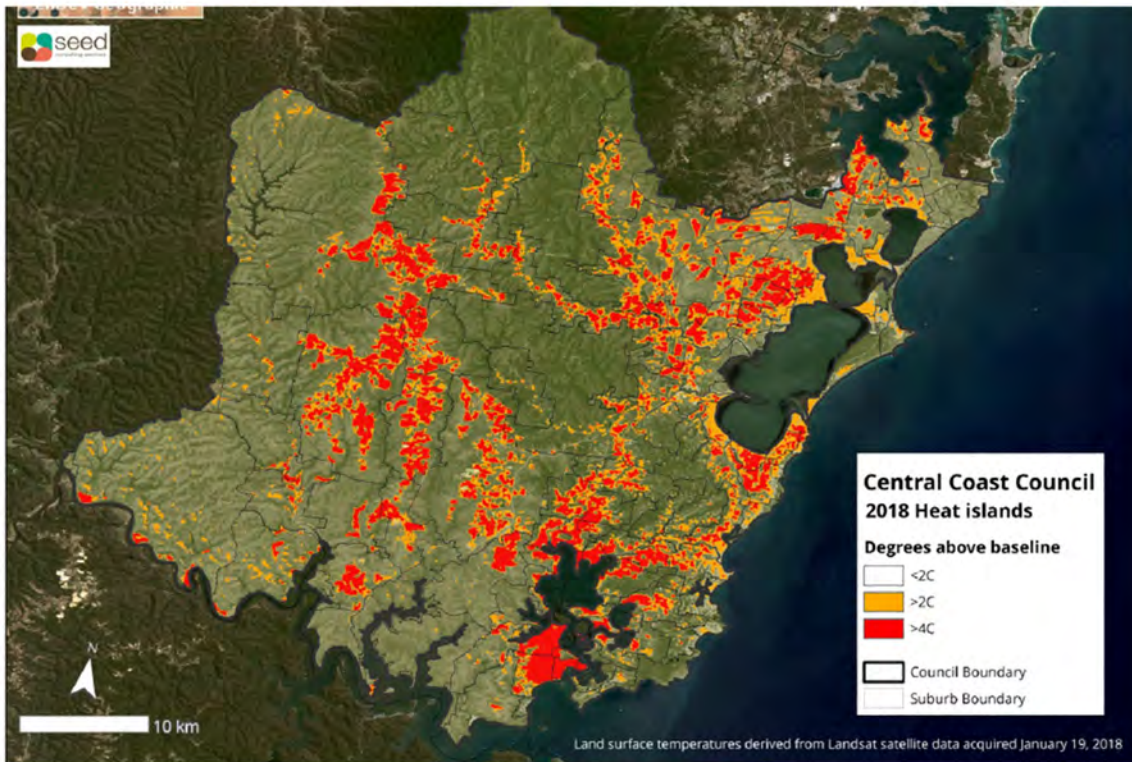 seed
Central Coast Council
2018 Heat islands
Degrees above baseline
<2C
>2C
>4C
Council Boundary
Suburb Boundary
N
10 km
Land surface temperatures derived from Landsat satellite data acquired January 19, 2018